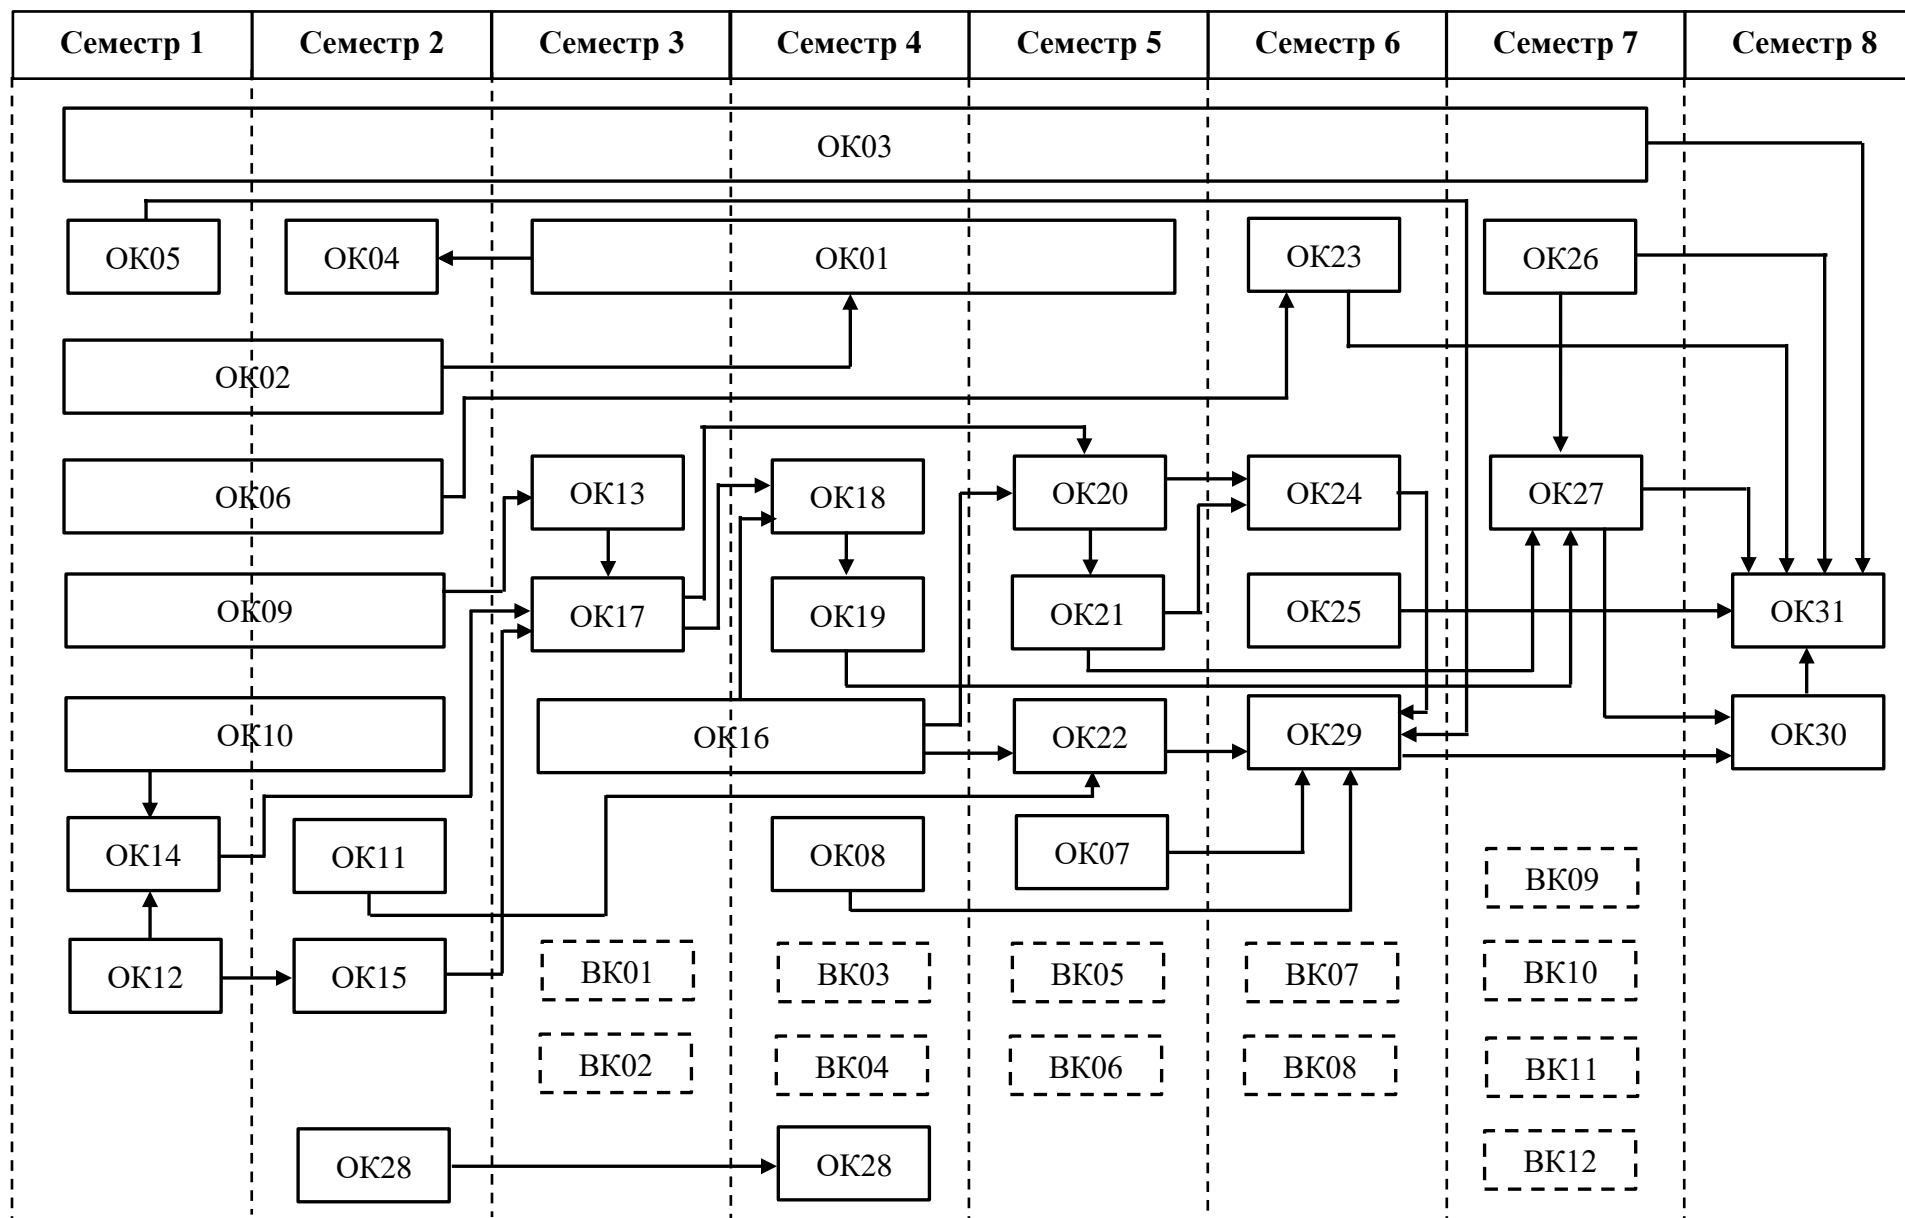 Семестр 1 Семестр 2 Семестр 3 Семестр 4 Семестр 5 Семестр 6 Семестр 7 Семестр 8
ОК03
ОК05 ОК04 ОК01 ОК23 ОК26
ОК02
ОК06 ОК13 ОК18 ОК20 ОК24 ОК27
ОК09 ОК17 ОК19 ОК21 ОК25 ОК31
ОК10 ОК16 ОК22 ОК29 ОК30
ОК14 ОК11 ОК08 ОК07
ВК09
ОК12 ОК15 ВК01 ВК03 ВК05 ВК07 ВК10
ВК02 ВК04 ВК06 ВК08 ВК11
ОК28 ОК28 ВК12